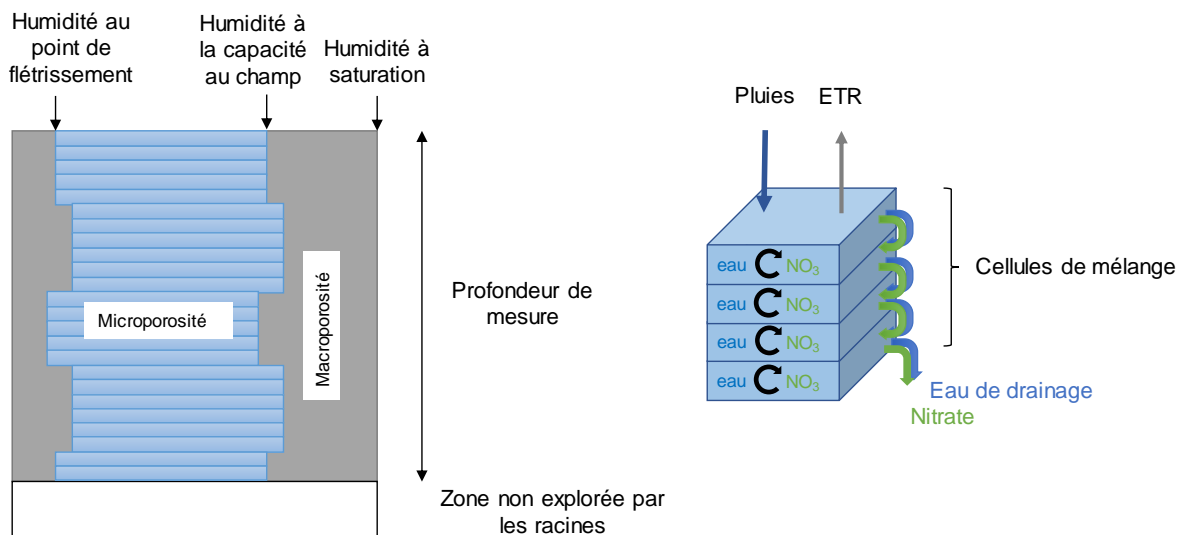 Humidité au
point de
flétrissement
Humidité à
la capacité
au champ
Humidité à
saturation
Microporosité
Macroporosité
Profondeur de
mesure
Zone non explorée par
les racines
Pluies
ETR
eau NO3
eau NO3
eau NO3
eau NO3
Cellules de mélange
Eau de drainage
Nitrate